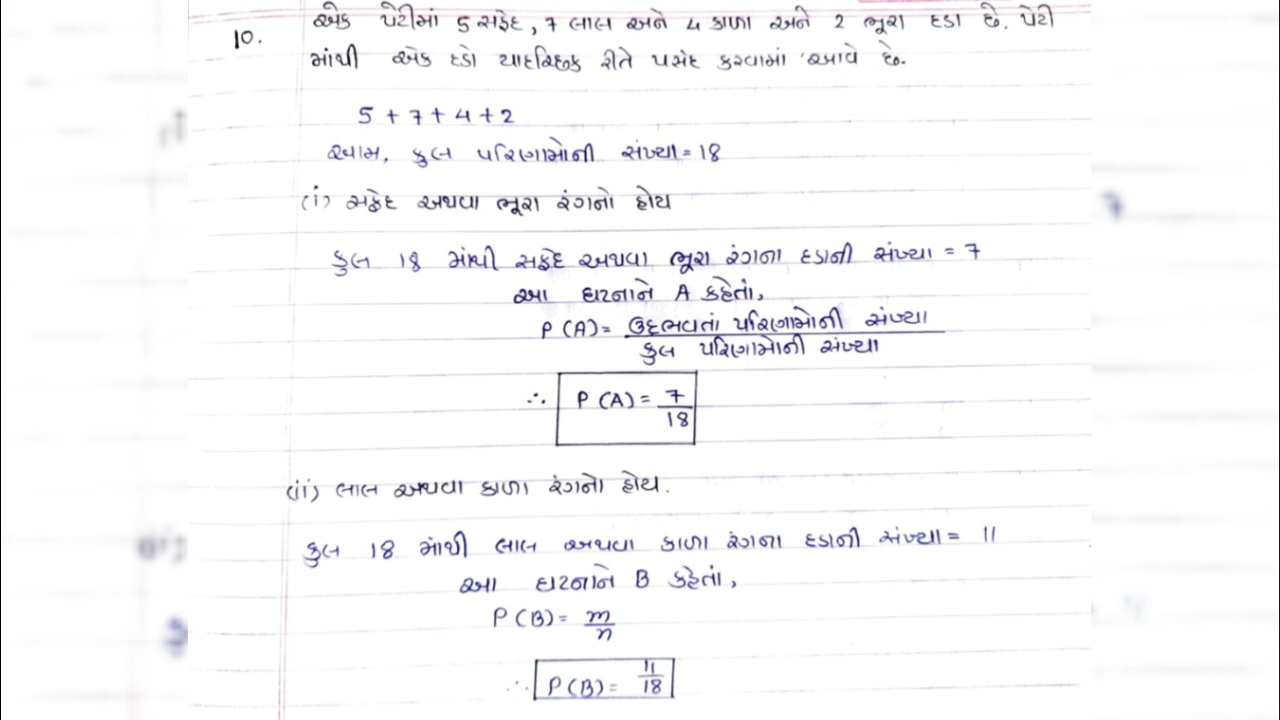 10. એક પેટીમાં 5 સફેદ, 7 લાલ અને 4 કાળા અને 2 ભૂરા દડા છે. પેટી
માંથી એક દડો યાદચ્છિક રીતે પસંદ કરવામાં આવે છે.
5 + 7 + 4 + 2
આમ, કુલ પરિણામોની સંખ્યા = 18
(i) સફેદ અથવા ભૂરા રંગનો હોય
કુલ 18 માંથી સફેદ અથવા ભૂરા રંગના દડાની સંખ્યા = 7
આ ઘટનાને A કહેતાં,
P (A) = ઉદ્દભવતાં પરિણામોની સંખ્યા
કુલ પરિણામોની સંખ્યા
∴ P (A) = 7
18
(ii) લાલ અથવા કાળા રંગનો હોય.
કુલ 18 માંથી લાલ અથવા કાળા રંગના દડાની સંખ્યા = 11
આ ઘટનાને B કહેતાં,
P (B) = m
n
∴ P (B) = 11
18